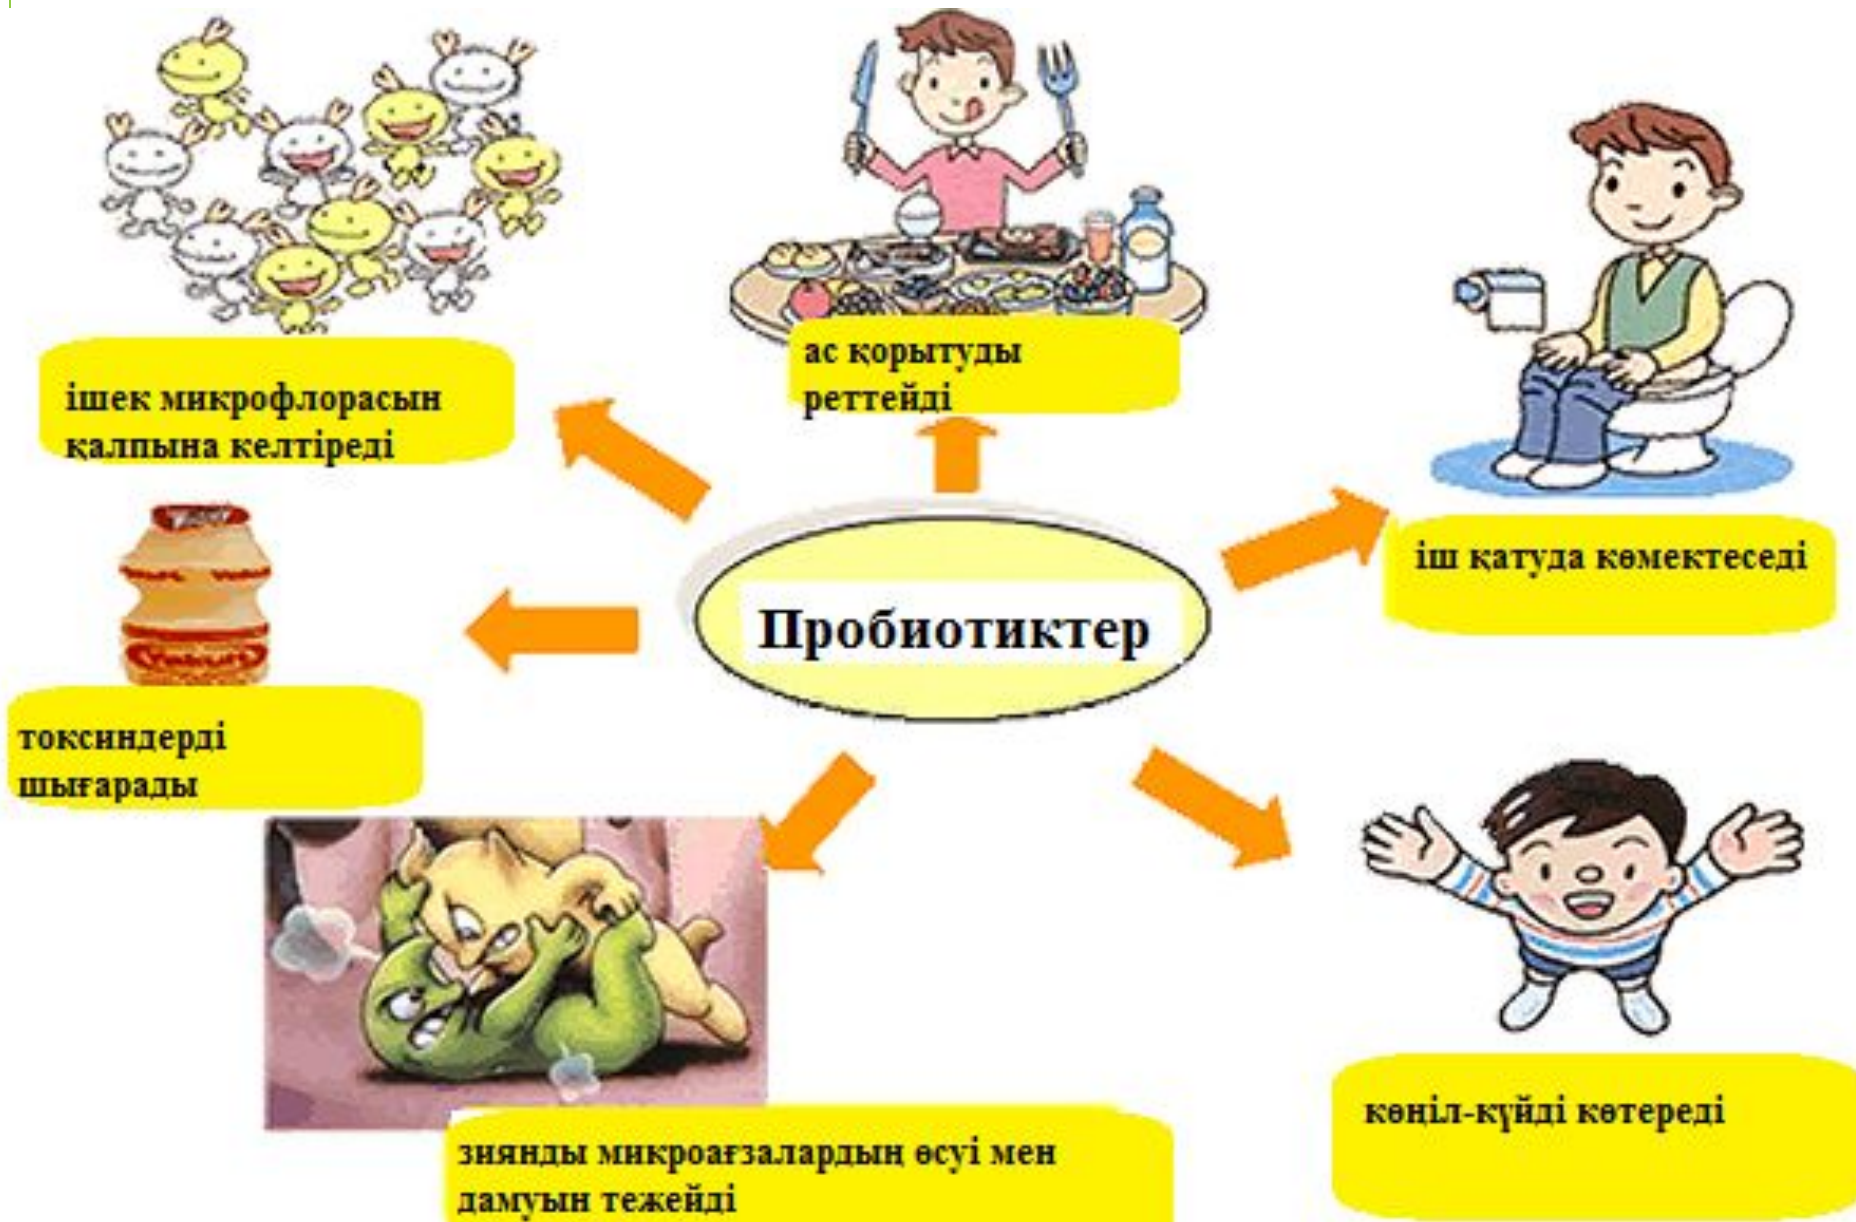 ішек микрофлорасын
қалпына келтіреді
ас қорытуды
реттейді
іш қатуда көмектеседі
Пробиотиктер
токсиндерді
шығарады
зиянды микроағзалардың өсуі мен
дамуын тежейді
көңіл-күйді көтереді